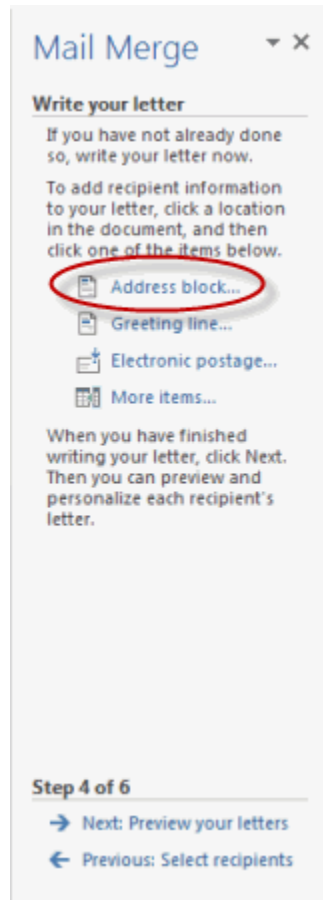 Mail Merge
Write your letter
If you have not already done
so, write your letter now.
To add recipient information
to your letter, click a location
in the document, and then
click one of the items below.
Address block...
Greeting line...
Electronic postage...
More items...
When you have finished
writing your letter, click Next.
Then you can preview and
personalize each recipient's
letter.
Step 4 of 6
Next: Preview your letters
Previous: Select recipients